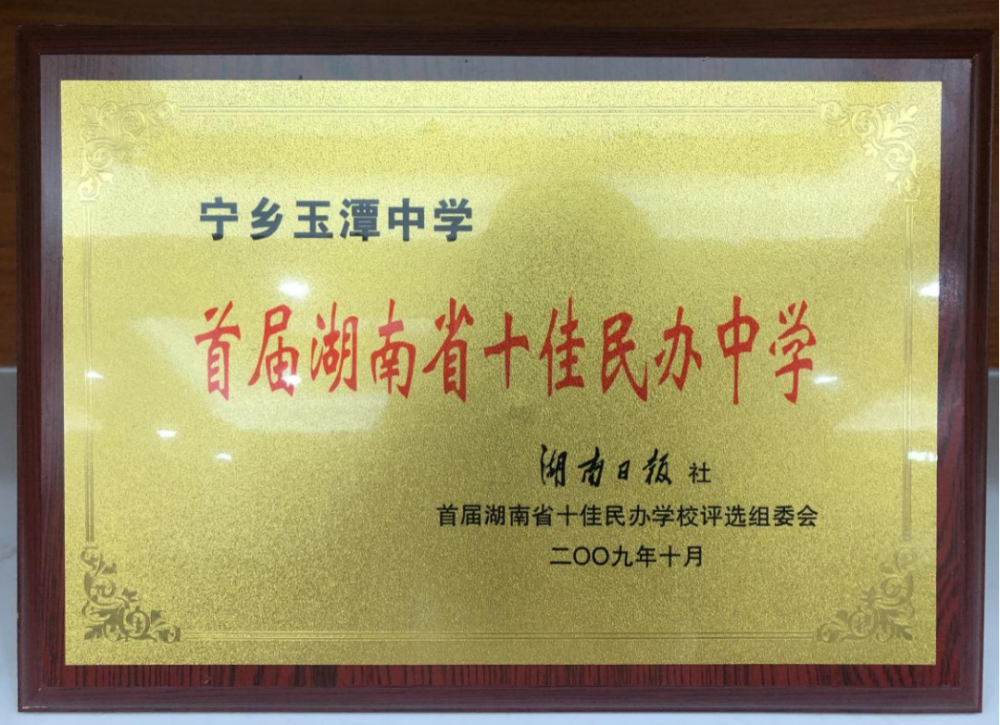 宁乡玉潭中学
首届湖南省十佳民办中学
湖南日报社
首届湖南省十佳民办学校评选组委会
二〇〇九年十月